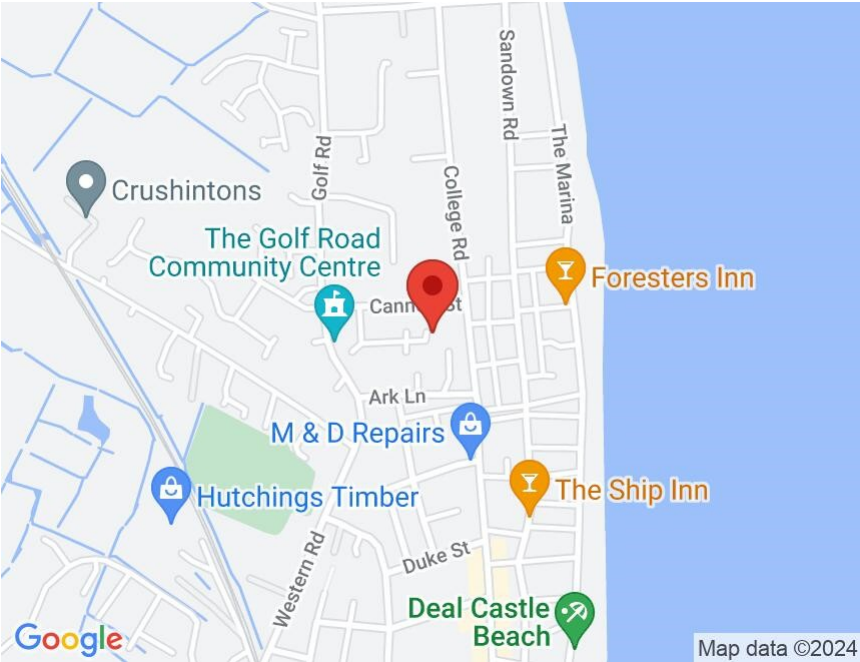 Sandown Rd
The Marina
Golf Rd
College Rd
Crushintons
The Golf Road
Community Centre
Foresters Inn
St
Ark Ln
M & D Repairs
Hutchings Timber
The Ship Inn
Western Rd
Duke St
Deal Castle
Beach
Google
Map data ©2024